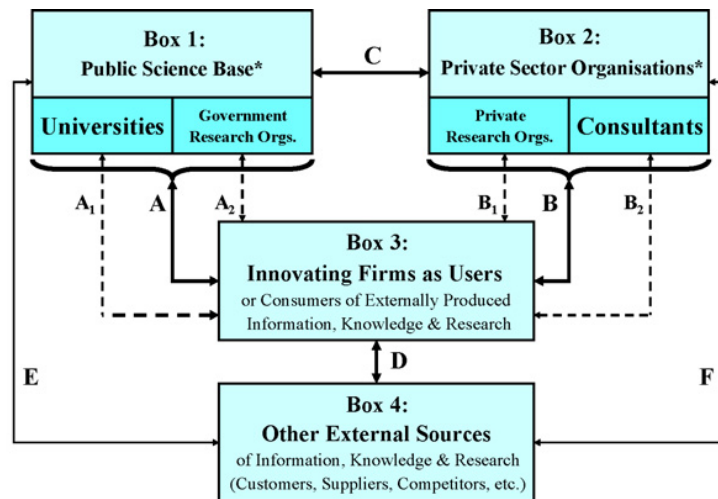 Box 1:
Public Science Base*
Universities
Government
Research Orgs.
C
Box 2:
Private Sector Organisations*
Private
Research Orgs.
Consultants
A1
A
A2
B1
B
B2
Box 3:
Innovating Firms as Users
or Consumers of Externally Produced
Information, Knowledge & Research
E
D
F
Box 4:
Other External Sources
of Information, Knowledge & Research
(Customers, Suppliers, Competitors, etc.)